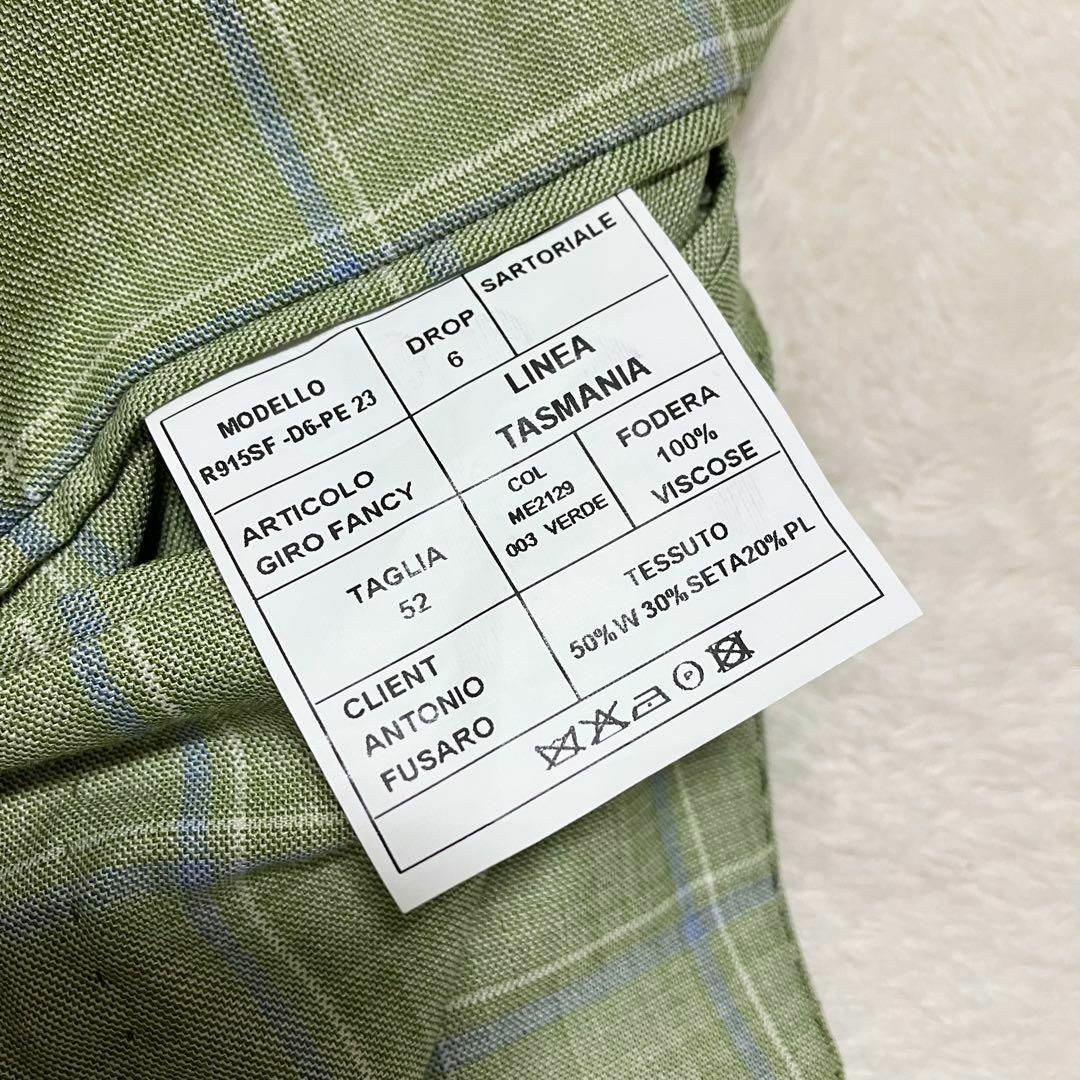 MODELLO
R915SF -D6-PE 23
DROP
6
SARTORIALE
ARTICOLO
GIRO FANCY
LINEA
TASMANIA
TAGLIA
52
COL
ME2129
003 VERDE
FODERA
100%
VISCOSE
CLIENT
ANTONIO
FUSARO
TESSUTO
50%W 30%SETA20%PL
P